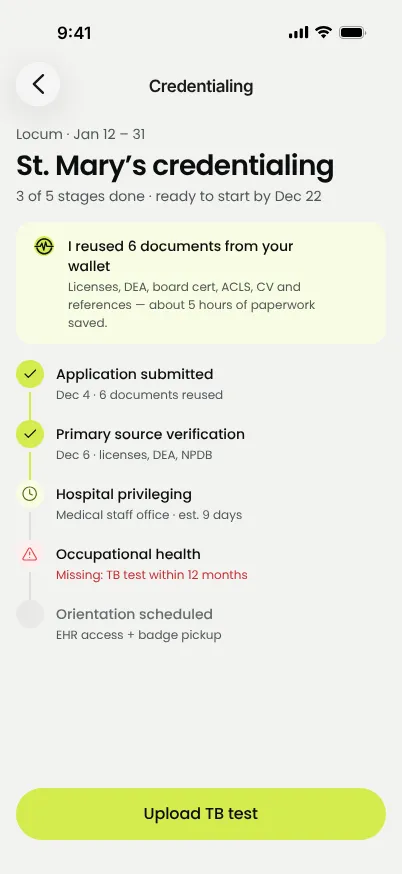 9:41
Credentialing
Locum · Jan 12 – 31
St. Mary’s credentialing
3 of 5 stages done · ready to start by Dec 22
I reused 6 documents from your
wallet
Licenses, DEA, board cert, ACLS, CV and
references — about 5 hours of paperwork
saved.
Application submitted
Dec 4 · 6 documents reused
Primary source verification
Dec 6 · licenses, DEA, NPDB
Hospital privileging
Medical staff office · est. 9 days
Occupational health
Missing: TB test within 12 months
Orientation scheduled
EHR access + badge pickup
Upload TB test